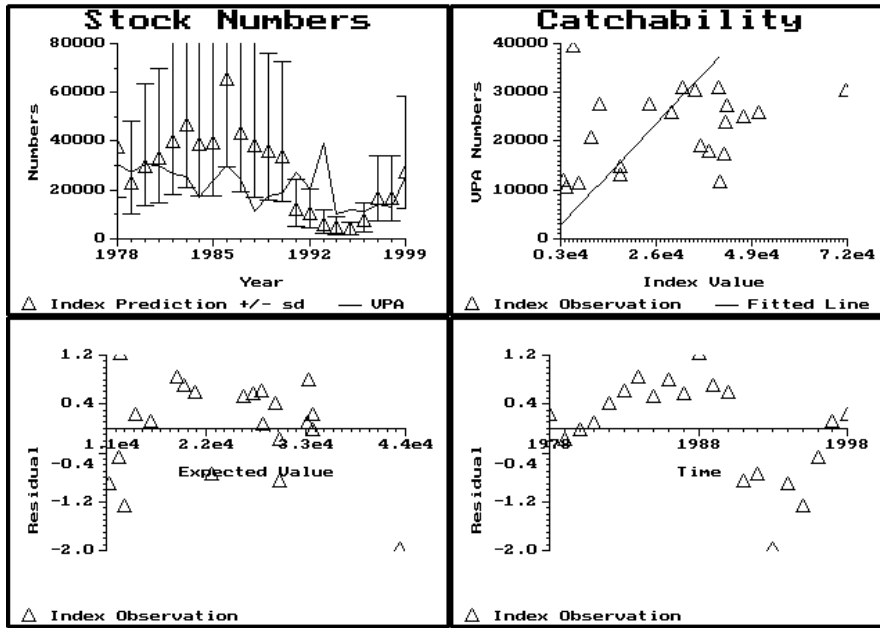 Stock Numbers
80000
60000
40000
20000
0
Numbers
1978
1985
1992
1999
Year
Index Prediction +/- sd
VPA
Catchability
40000
30000
20000
10000
0
VPA Numbers
0.3e4
2.6e4
4.9e4
7.2e4
Index Value
Index Observation
Fitted Line
1.2
0.4
-0.4
-1.2
-2.0
Residual
1.1e4
2.2e4
3.3e4
4.4e4
Expected Value
Index Observation
1.2
0.4
-0.4
-1.2
-2.0
Residual
1978
1988
1998
Time
Index Observation